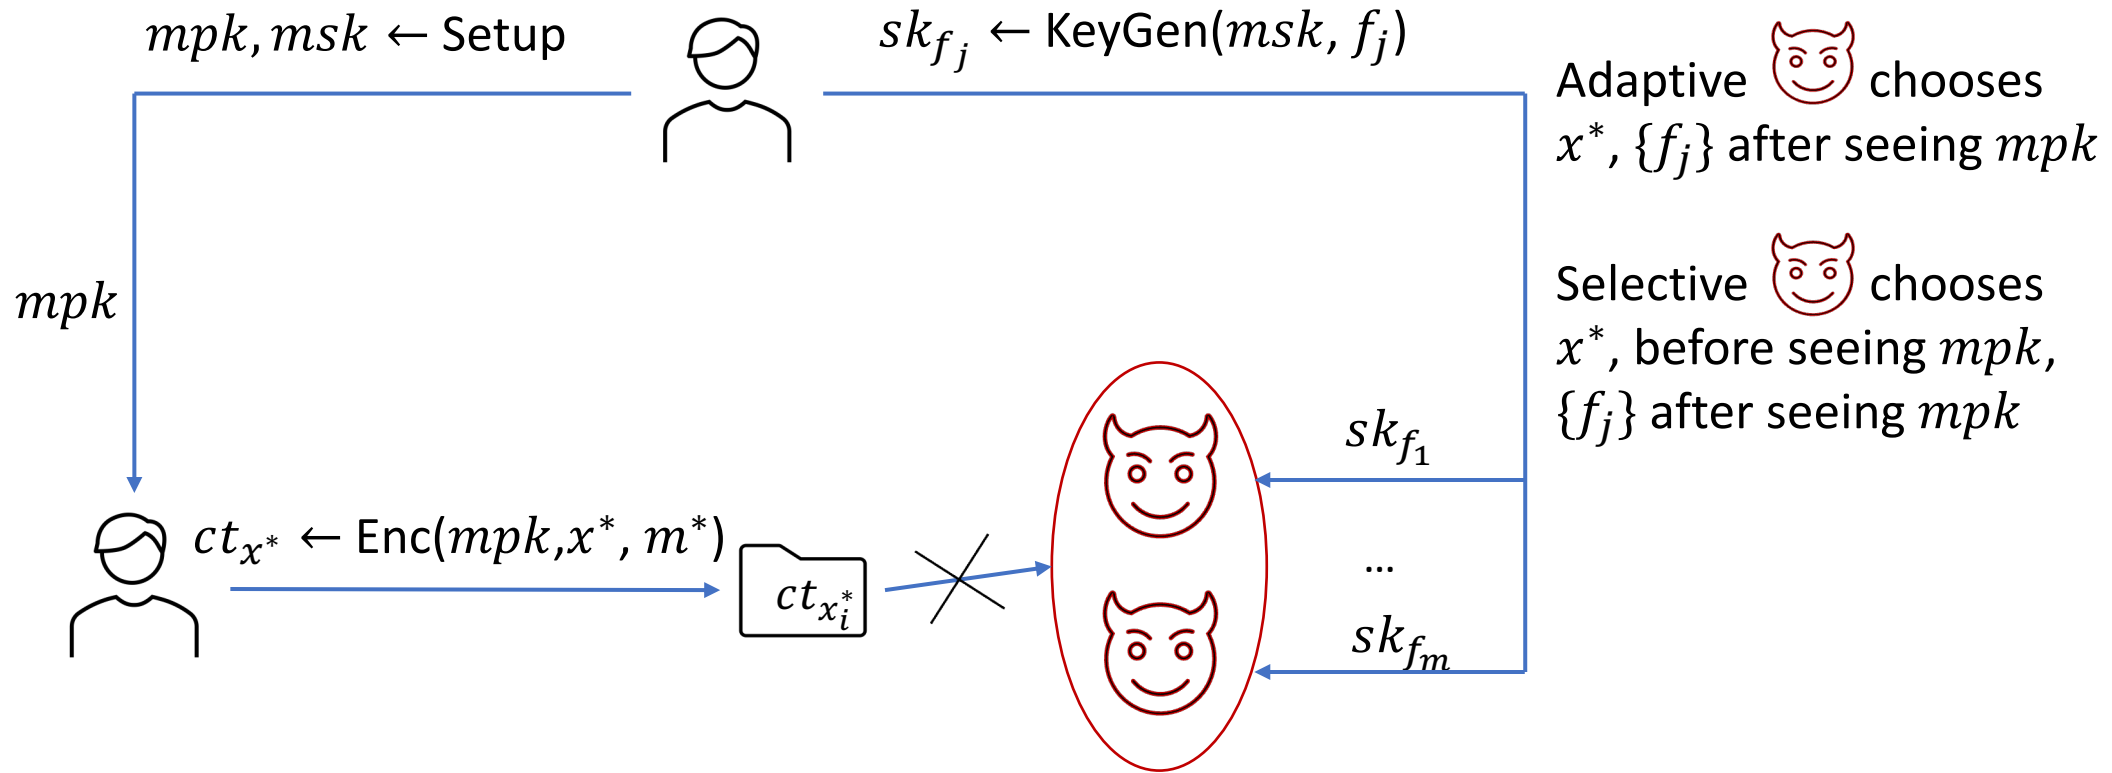 mpk, msk ← Setup
sk_{f_j} ← KeyGen(msk, f_j)
Adaptive chooses
x*, {f_j} after seeing mpk
Selective chooses
x*, before seeing mpk,
{f_j} after seeing mpk
mpk
sk_{f_1}
ct_{x*} ← Enc(mpk,x*, m*)
ct_{x_i^*}
...
sk_{f_m}